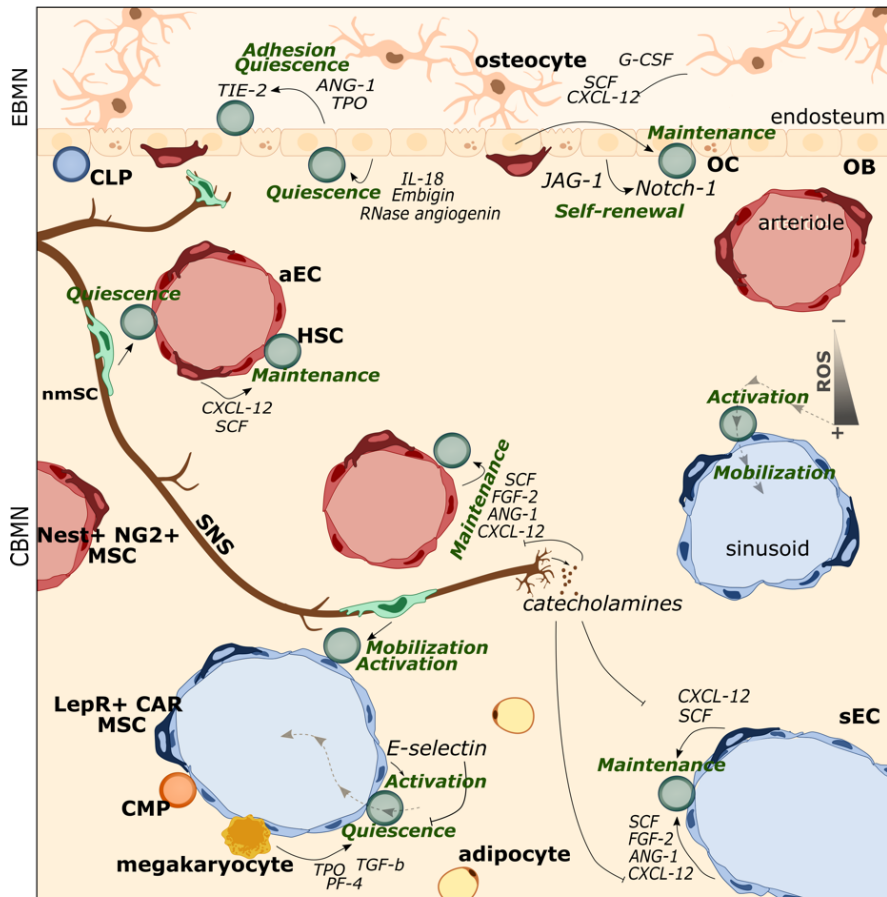 EBMN
Adhesion
Quiescence
TIE-2
ANG-1
TPO
osteocyte
G-CSF
SCF
CXCL-12
endosteum
CLP
Quiescence
IL-18
Embigin
RNase angiogenin
JAG-1
Maintenance
OC
OB
Notch-1
Self-renewal
arteriole
aEC
Quiescence
HSC
Maintenance
nmSC
CXCL-12
SCF
ROS
–
+
Activation
Mobilization
sinusoid
CBMN
Nest+ NG2+
MSC
SNS
Maintenance
SCF
FGF-2
ANG-1
CXCL-12
catecholamines
Mobilization
Activation
LepR+ CAR
MSC
E-selectin
Activation
Quiescence
CMP
megakaryocyte
TPO
PF-4
TGF-b
adipocyte
CXCL-12
SCF
sEC
Maintenance
SCF
FGF-2
ANG-1
CXCL-12